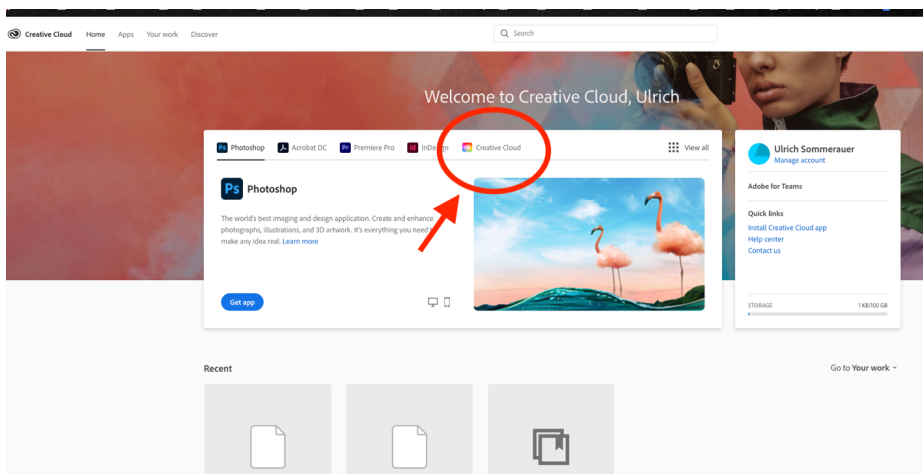 Creative Cloud Home Apps Your work Discover Search
Welcome to Creative Cloud, Ulrich
Ps Photoshop Acrobat DC Pr Premiere Pro Id InDesign Creative Cloud View all
Ulrich Sommerauer
Manage account
Ps Photoshop
Adobe for Teams
The world's best imaging and design application. Create and enhance
photographs, illustrations, and 3D artwork. It's everything you need
make any idea real. Learn more
Quick links
Install Creative Cloud app
Help center
Contact us
Get app
STORAGE 1 KB/100 GB
Recent
Go to Your work